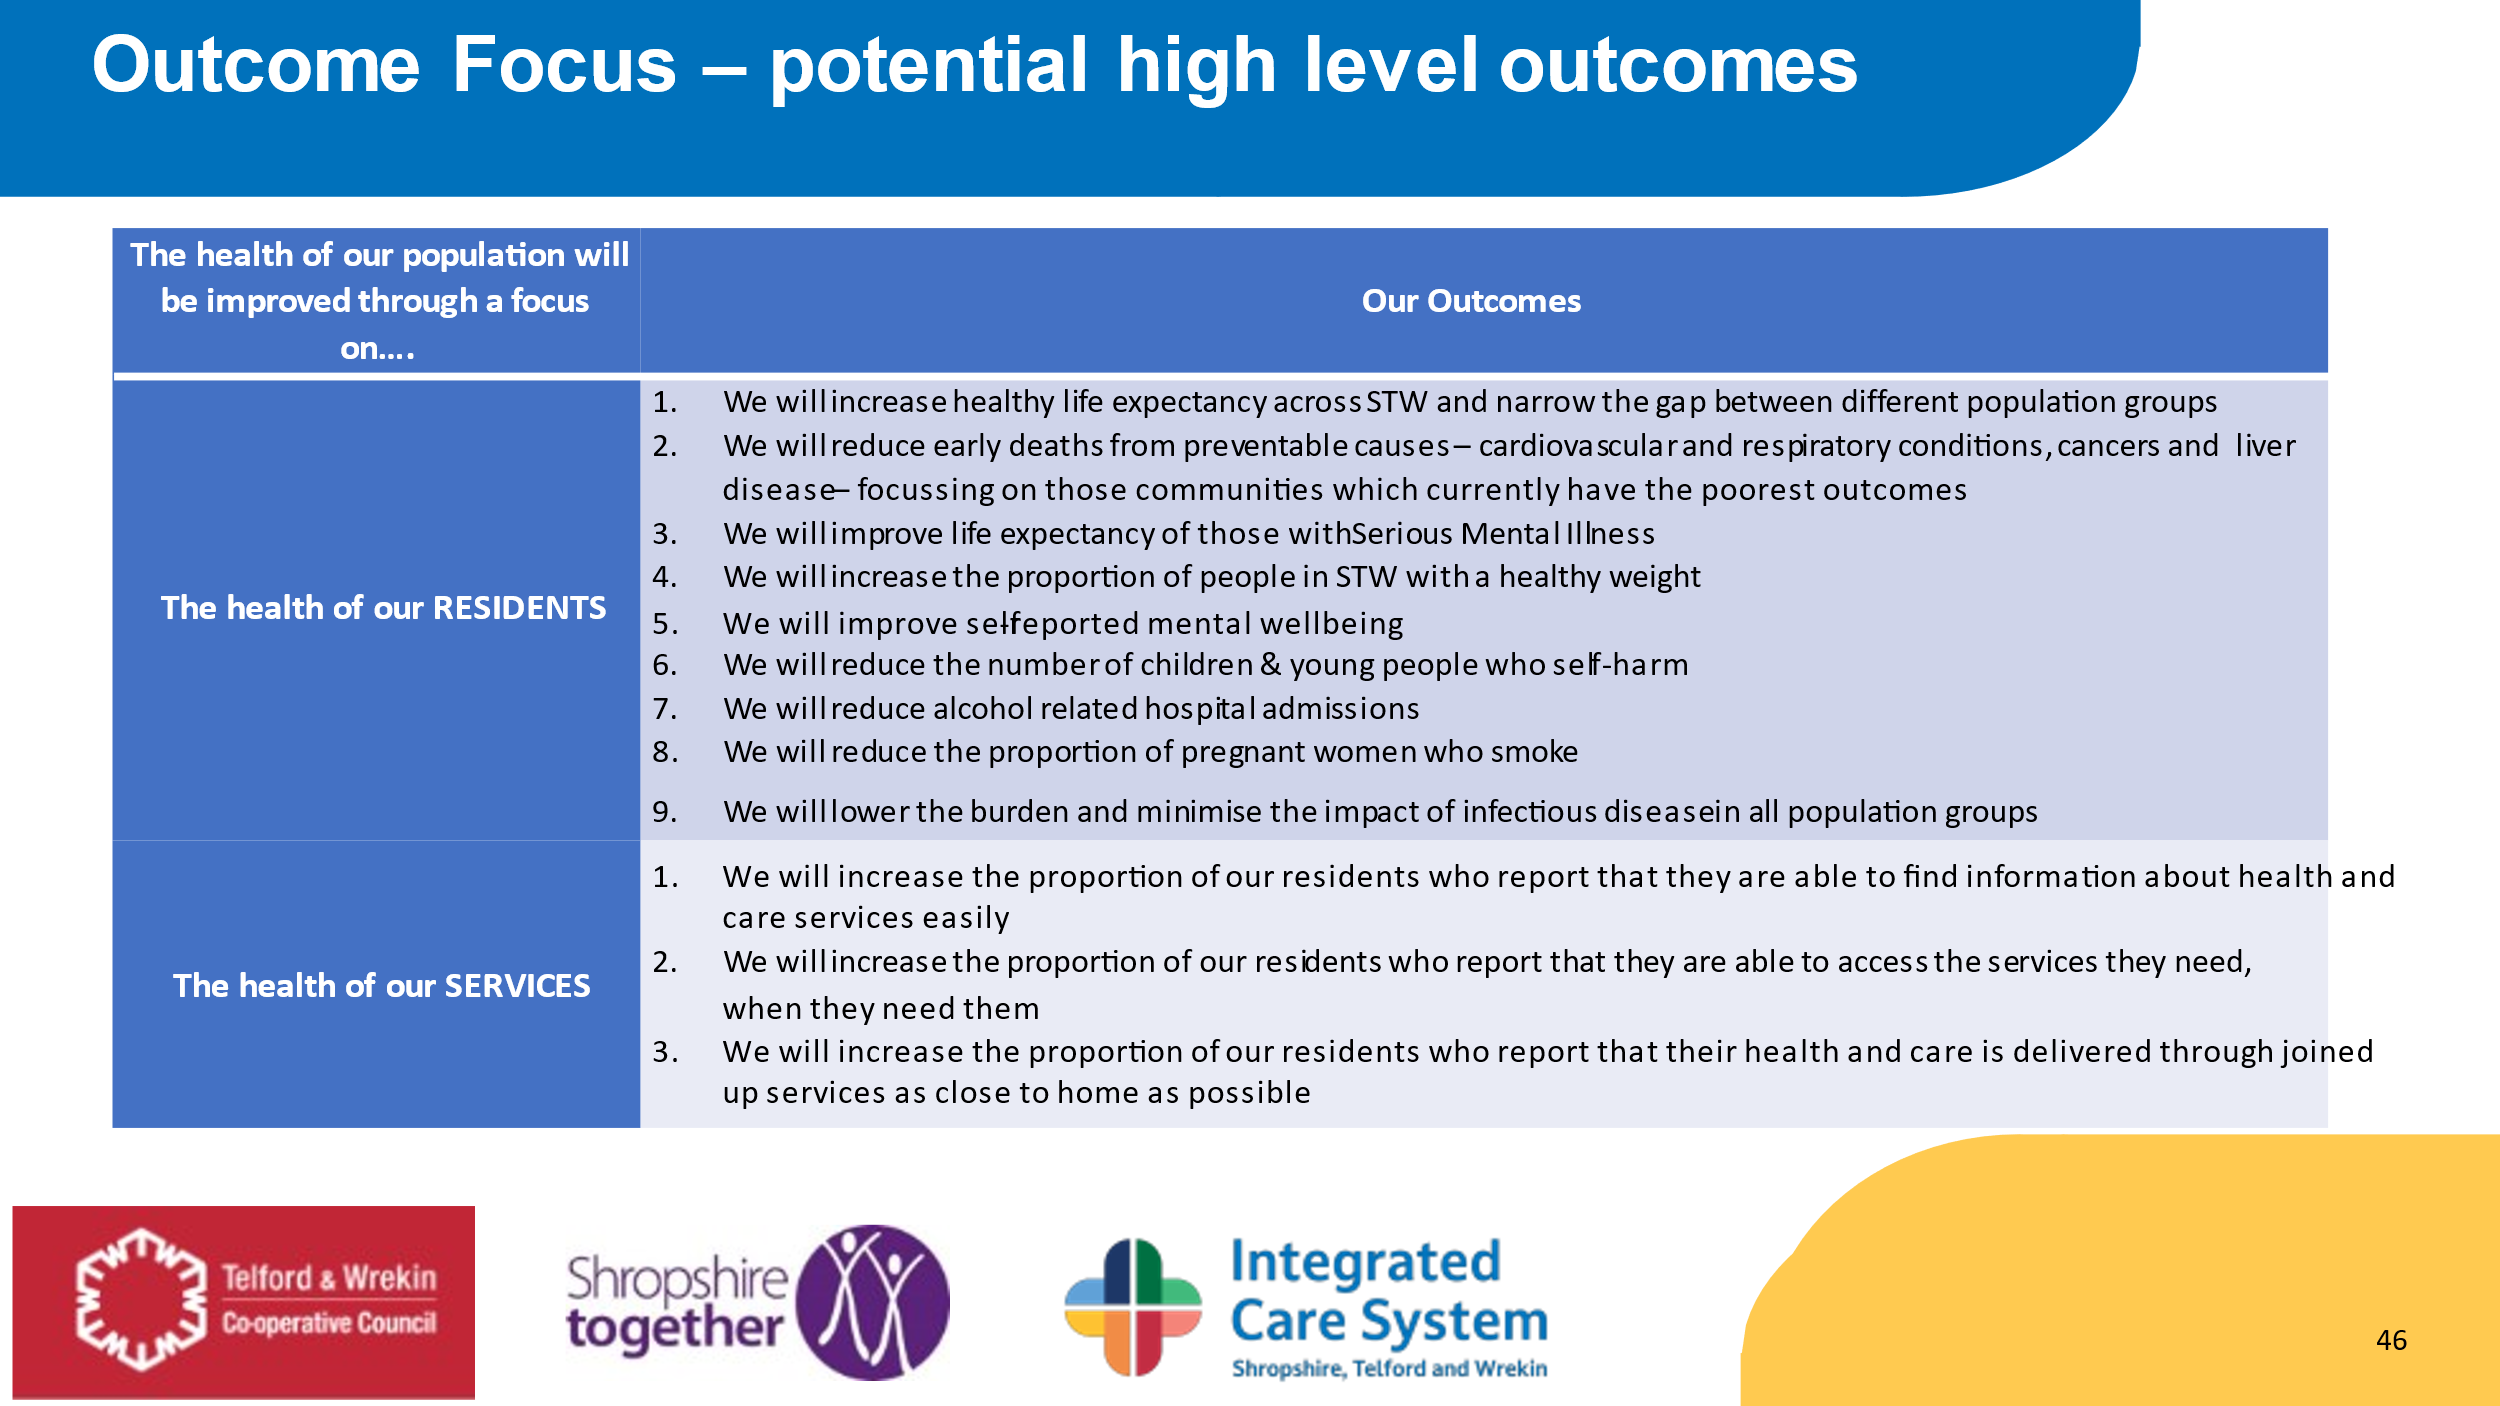 Outcome Focus – potential high level outcomes
The health of our population will
be improved through a focus
on....
Our Outcomes
The health of our RESIDENTS
1. We will increase healthy life expectancy across STW and narrow the gap between different population groups
2. We will reduce early deaths from preventable causes – cardiovascular and respiratory conditions, cancers and liver
disease – focussing on those communities which currently have the poorest outcomes
3. We will improve life expectancy of those with Serious Mental Illness
4. We will increase the proportion of people in STW with a healthy weight
5. We will improve self-reported mental wellbeing
6. We will reduce the number of children & young people who self-harm
7. We will reduce alcohol related hospital admissions
8. We will reduce the proportion of pregnant women who smoke
9. We will lower the burden and minimise the impact of infectious disease in all population groups
The health of our SERVICES
1. We will increase the proportion of our residents who report that they are able to find information about health and
care services easily
2. We will increase the proportion of our residents who report that they are able to access the services they need,
when they need them
3. We will increase the proportion of our residents who report that their health and care is delivered through joined
up services as close to home as possible
Telford & Wrekin
Co-operative Council
Shropshire
together
Integrated
Care System
Shropshire, Telford and Wrekin
46